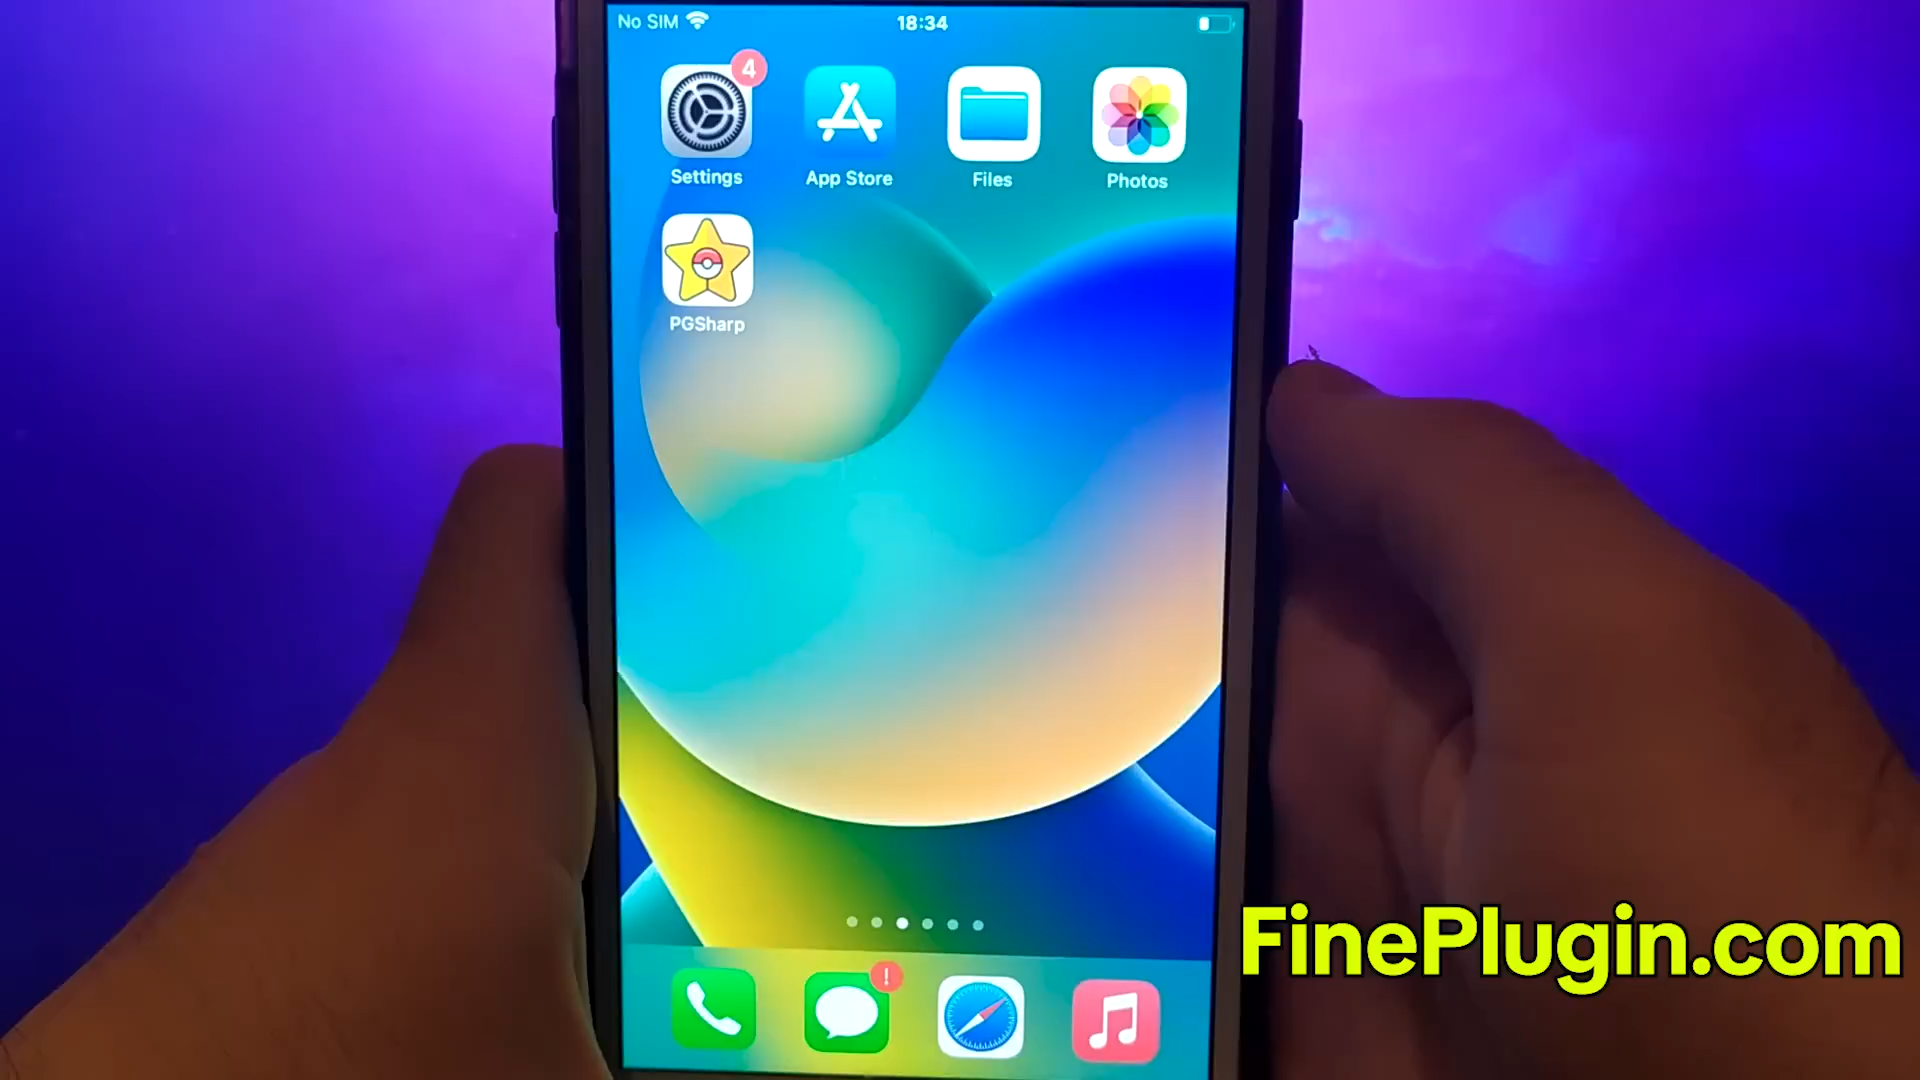 No SIM 18:34
4
Settings App Store Files Photos
PGSharp
!
FinePlugin.com